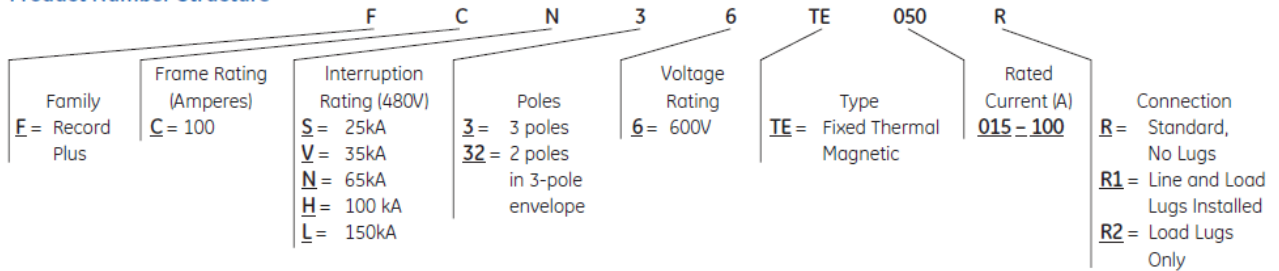 F C N 3 6 TE 050 R
Family
F = Record
Plus
Frame Rating
(Amperes)
C = 100
Interruption
Rating (480V)
S = 25kA
V = 35kA
N = 65kA
H = 100 kA
L = 150kA
Poles
3 = 3 poles
32 = 2 poles
in 3-pole
envelope
Voltage
Rating
6 = 600V
Type
TE = Fixed Thermal
Magnetic
Rated
Current (A)
015 – 100
Connection
R = Standard,
No Lugs
R1 = Line and Load
Lugs Installed
R2 = Load Lugs
Only